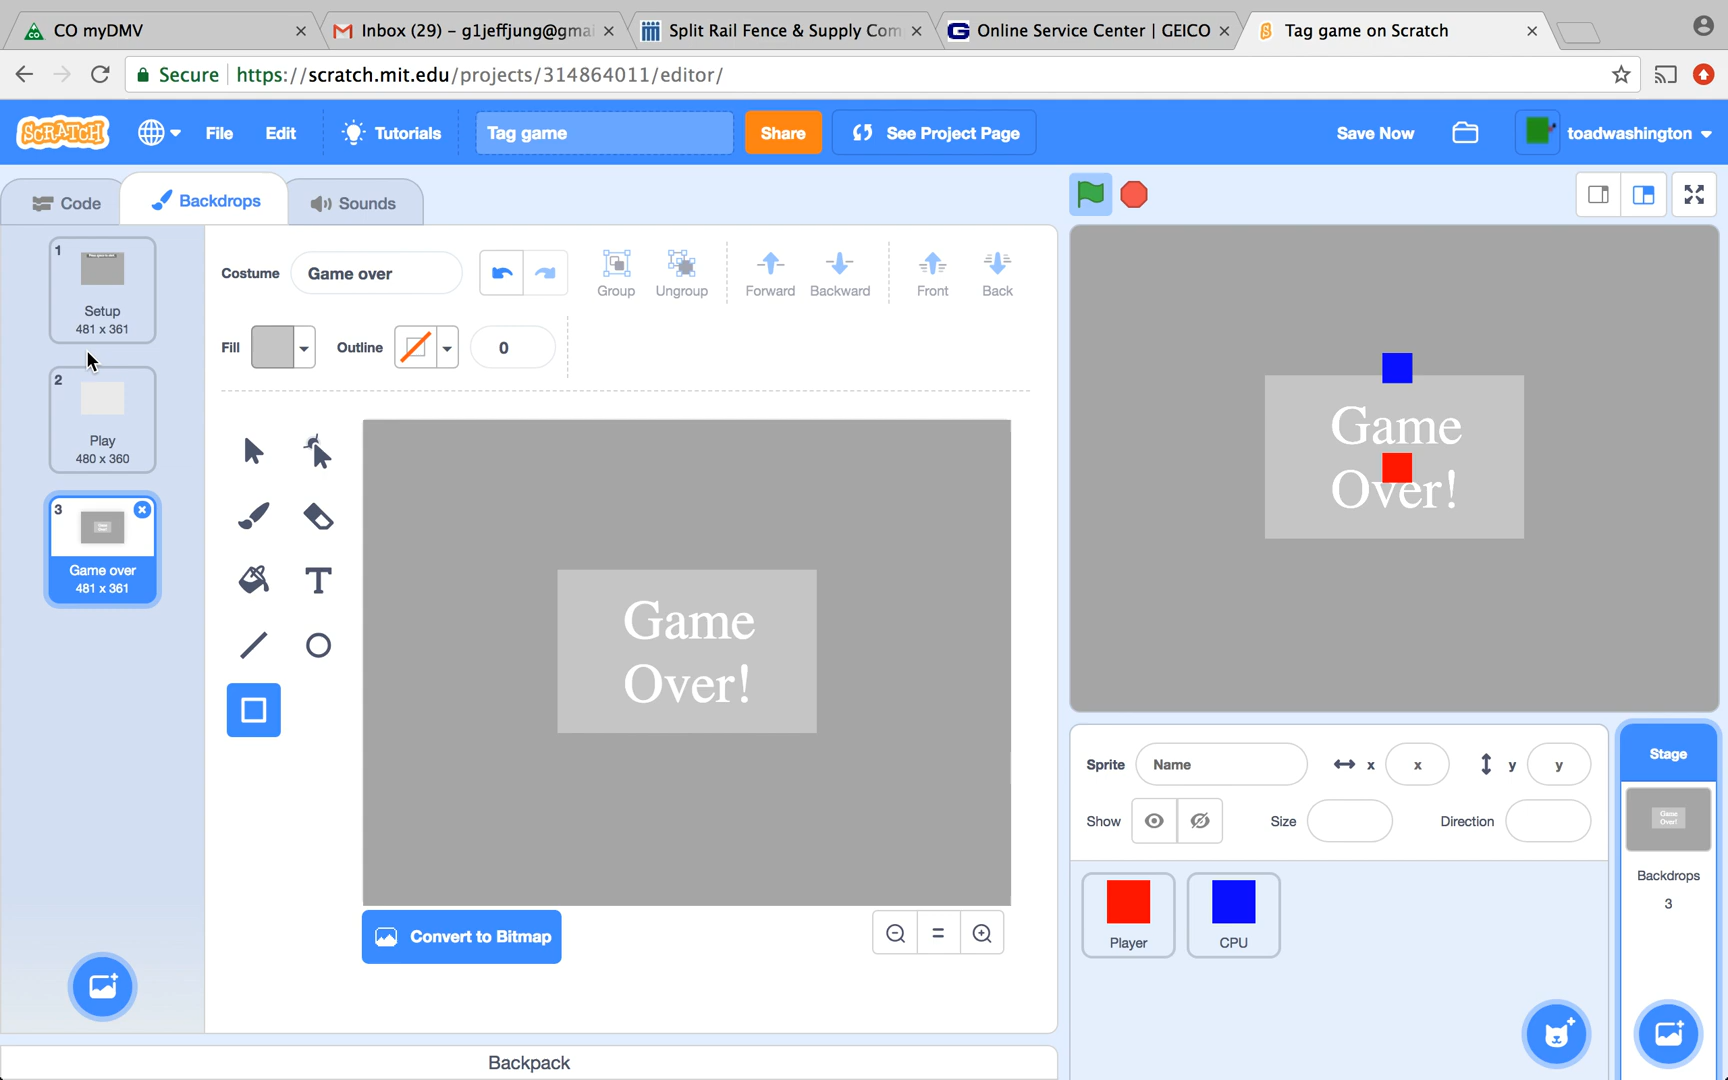 CO myDMV
Inbox (29) - g1jeffjung@gmai
Split Rail Fence & Supply Com
Online Service Center | GEICO
Tag game on Scratch
Secure
https://scratch.mit.edu/projects/314864011/editor/
SCRATCH
File
Edit
Tutorials
Tag game
Share
See Project Page
Save Now
toadwashington
Code
Backdrops
Sounds
1
Setup
481 x 361
2
Play
480 x 360
3
Game over
481 x 361
Costume
Game over
Group
Ungroup
Forward
Backward
Front
Back
Fill
Outline
0
T
Game
Over!
Convert to Bitmap
=
Game
Over!
Sprite
Name
x
x
y
y
Show
Size
Direction
Player
CPU
Stage
Game
Over!
Backdrops
3
Backpack